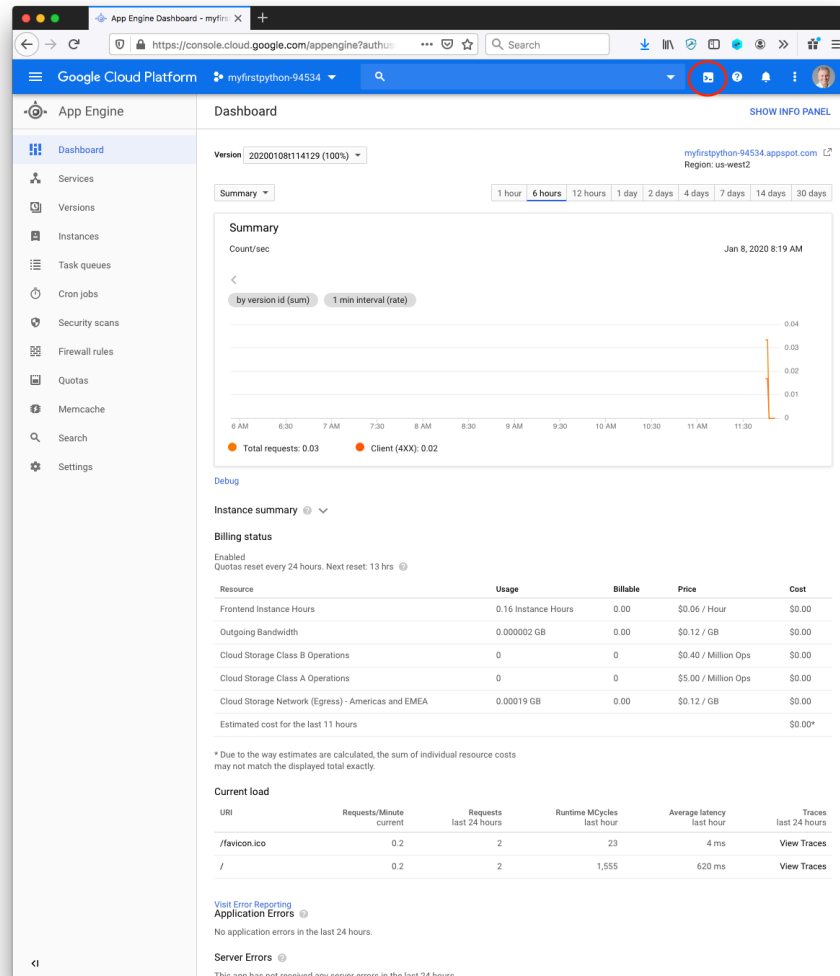 App Engine Dashboard - myfirs
https://console.cloud.google.com/appengine?authus
Search
Google Cloud Platform
myfirstpython-94534
App Engine
Dashboard
SHOW INFO PANEL
Dashboard
Services
Versions
Instances
Task queues
Cron jobs
Security scans
Firewall rules
Quotas
Memcache
Search
Settings
Version 20200108t114129 (100%)
myfirstpython-94534.appspot.com
Region: us-west2
Summary
1 hour 6 hours 12 hours 1 day 2 days 4 days 7 days 14 days 30 days
Summary
Count/sec
Jan 8, 2020 8:19 AM
by version id (sum) 1 min interval (rate)
0.04
0.03
0.02
0.01
0
6 AM 6:30 7 AM 7:30 8 AM 8:30 9 AM 9:30 10 AM 10:30 11 AM 11:30
Total requests: 0.03 Client (4XX): 0.02
Debug
Instance summary
Billing status
Enabled
Quotas reset every 24 hours. Next reset: 13 hrs
Resource Usage Billable Price Cost
Frontend Instance Hours 0.16 Instance Hours 0.00 $0.06 / Hour $0.00
Outgoing Bandwidth 0.000002 GB 0.00 $0.12 / GB $0.00
Cloud Storage Class B Operations 0 0 $0.40 / Million Ops $0.00
Cloud Storage Class A Operations 0 0 $5.00 / Million Ops $0.00
Cloud Storage Network (Egress) - Americas and EMEA 0.00019 GB 0.00 $0.12 / GB $0.00
Estimated cost for the last 11 hours $0.00*
* Due to the way estimates are calculated, the sum of individual resource costs
may not match the displayed total exactly.
Current load
URI Requests/Minute Requests Runtime MCycles Average latency Traces
current last 24 hours last hour last hour last 24 hours
/favicon.ico 0.2 2 23 4 ms View Traces
/ 0.2 2 1,555 620 ms View Traces
Visit Error Reporting
Application Errors
No application errors in the last 24 hours.
Server Errors
This app has not received any server errors in the last 24 hours.